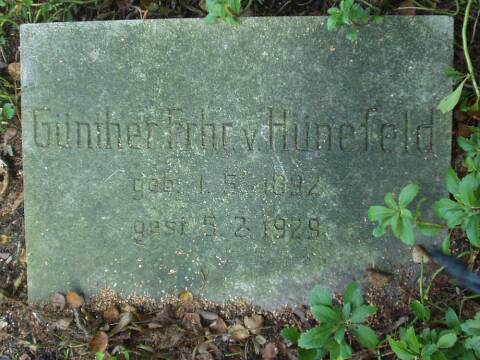 Günther Frhr. v. Hünefeld
geb. 1. 5. 1892
gest. 5. 2. 1929